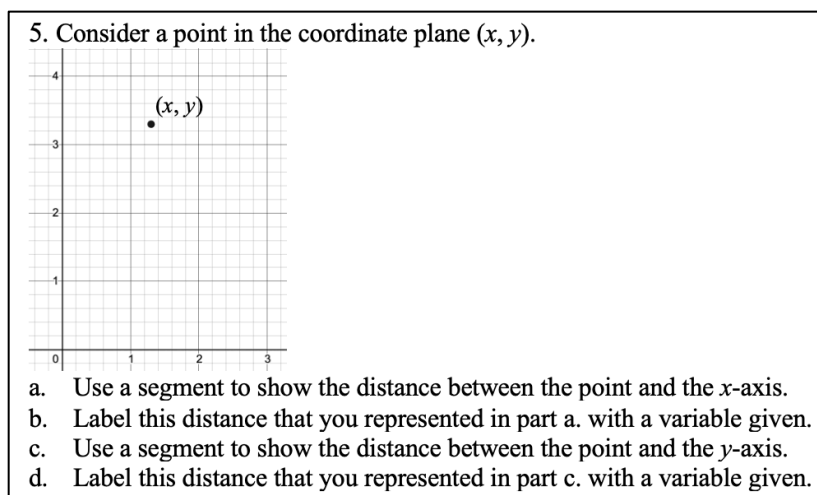 5. Consider a point in the coordinate plane (x, y).
4
(x, y)
3
2
1
0 1 2 3
a. Use a segment to show the distance between the point and the x-axis.
b. Label this distance that you represented in part a. with a variable given.
c. Use a segment to show the distance between the point and the y-axis.
d. Label this distance that you represented in part c. with a variable given.